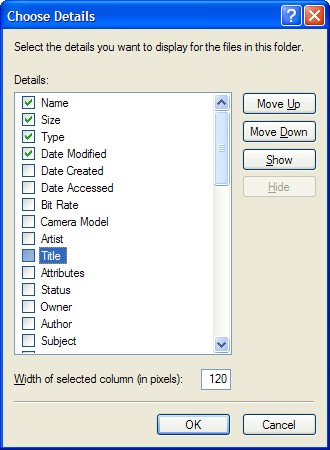 Choose Details
Select the details you want to display for the files in this folder.
Details:
Name
Size
Type
Date Modified
Date Created
Date Accessed
Bit Rate
Camera Model
Artist
Title
Attributes
Status
Owner
Author
Subject
Move Up
Move Down
Show
Hide
Width of selected column (in pixels): 120
OK Cancel